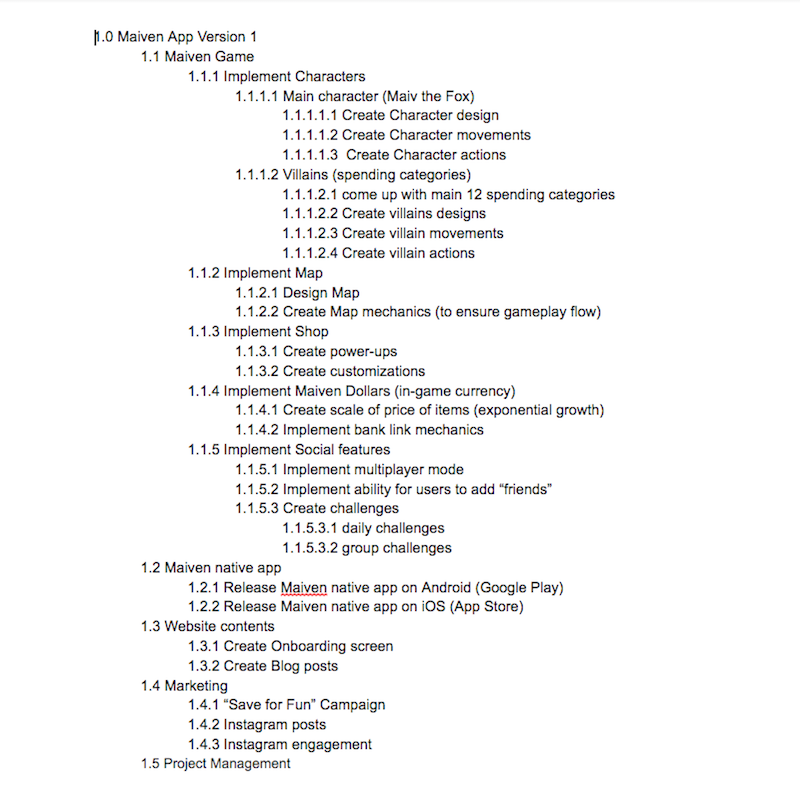 1.0 Maiven App Version 1
1.1 Maiven Game
1.1.1 Implement Characters
1.1.1.1 Main character (Maiv the Fox)
1.1.1.1.1 Create Character design
1.1.1.1.2 Create Character movements
1.1.1.1.3 Create Character actions
1.1.1.2 Villains (spending categories)
1.1.1.2.1 come up with main 12 spending categories
1.1.1.2.2 Create villains designs
1.1.1.2.3 Create villain movements
1.1.1.2.4 Create villain actions
1.1.2 Implement Map
1.1.2.1 Design Map
1.1.2.2 Create Map mechanics (to ensure gameplay flow)
1.1.3 Implement Shop
1.1.3.1 Create power-ups
1.1.3.2 Create customizations
1.1.4 Implement Maiven Dollars (in-game currency)
1.1.4.1 Create scale of price of items (exponential growth)
1.1.4.2 Implement bank link mechanics
1.1.5 Implement Social features
1.1.5.1 Implement multiplayer mode
1.1.5.2 Implement ability for users to add “friends”
1.1.5.3 Create challenges
1.1.5.3.1 daily challenges
1.1.5.3.2 group challenges
1.2 Maiven native app
1.2.1 Release Maiven native app on Android (Google Play)
1.2.2 Release Maiven native app on iOS (App Store)
1.3 Website contents
1.3.1 Create Onboarding screen
1.3.2 Create Blog posts
1.4 Marketing
1.4.1 “Save for Fun” Campaign
1.4.2 Instagram posts
1.4.3 Instagram engagement
1.5 Project Management